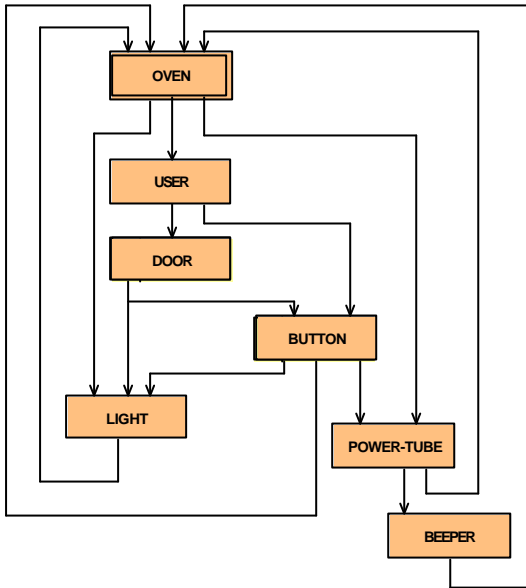 OVEN
USER
DOOR
BUTTON
LIGHT
POWER-TUBE
BEEPER